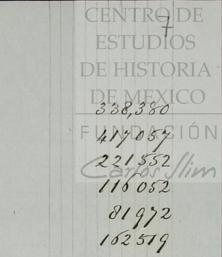 CENTRO DE
7
ESTUDIOS
DE HISTORIA
DE MEXICO
338,380
FUNDACIÓN
417057
Carlos Slim
221552
116052
81972
162519